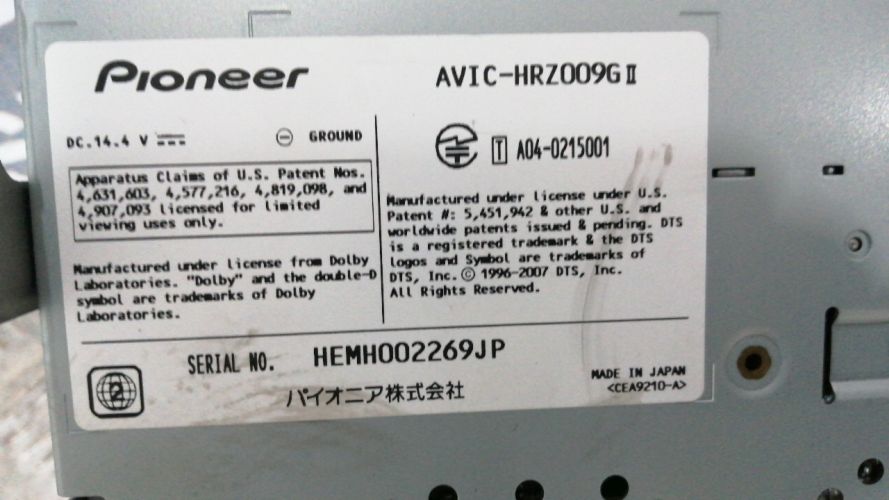 Pioneer
AVIC-HRZ009GⅡ
DC.14.4 V
GROUND
Apparatus Claims of U.S. Patent Nos.
4,631,603, 4,577,216, 4,819,098, and
4,907,093 licensed for limited
viewing uses only.
Manufactured under license from Dolby
Laboratories. "Dolby" and the double-D
symbol are trademarks of Dolby
Laboratories.
T A04-0215001
Manufactured under license under U.S.
Patent #: 5,451,942 & other U.S. and
worldwide patents issued & pending. DTS
is a registered trademark & the DTS
logos and Symbol are trademarks of
DTS, Inc. © 1996-2007 DTS, Inc.
All Rights Reserved.
2
SERIAL NO. HEMH002269JP
パイオニア株式会社
MADE IN JAPAN
<CEA9210-A>